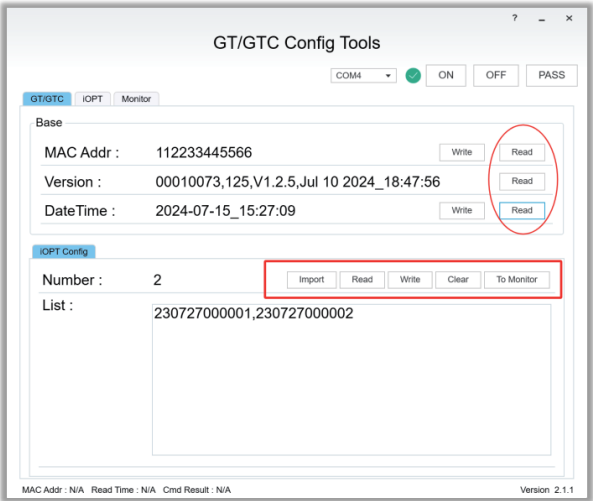 ? _ ×
GT/GTC Config Tools
COM4 ON OFF PASS
GT/GTC iOPT Monitor
Base
MAC Addr : 112233445566 Write Read
Version : 00010073,125,V1.2.5,Jul 10 2024_18:47:56 Read
DateTime : 2024-07-15_15:27:09 Write Read
iOPT Config
Number : 2 Import Read Write Clear To Monitor
List :
230727000001,230727000002
MAC Addr : N/A Read Time : N/A Cmd Result : N/A Version 2.1.1